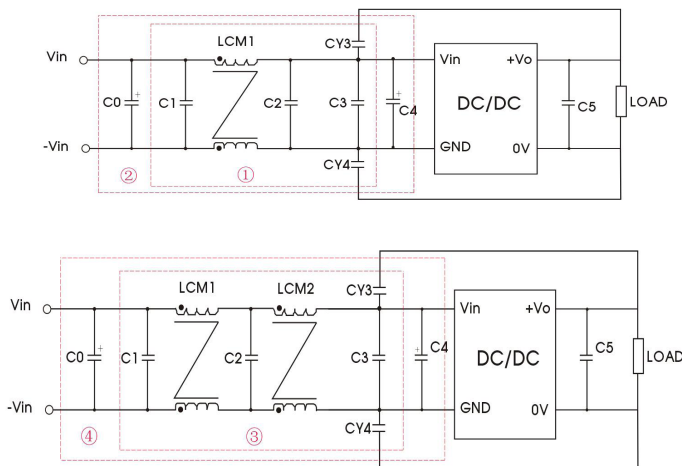 LCM1
CY3
Vin
Vin
+Vo
C0
+
C1
C2
C3
+
C4
DC/DC
C5
LOAD
-Vin
GND
0V
CY4
②
①
LCM1
LCM2
CY3
Vin
Vin
+Vo
C0
+
C1
C2
C3
+
C4
DC/DC
C5
LOAD
-Vin
GND
0V
CY4
④
③